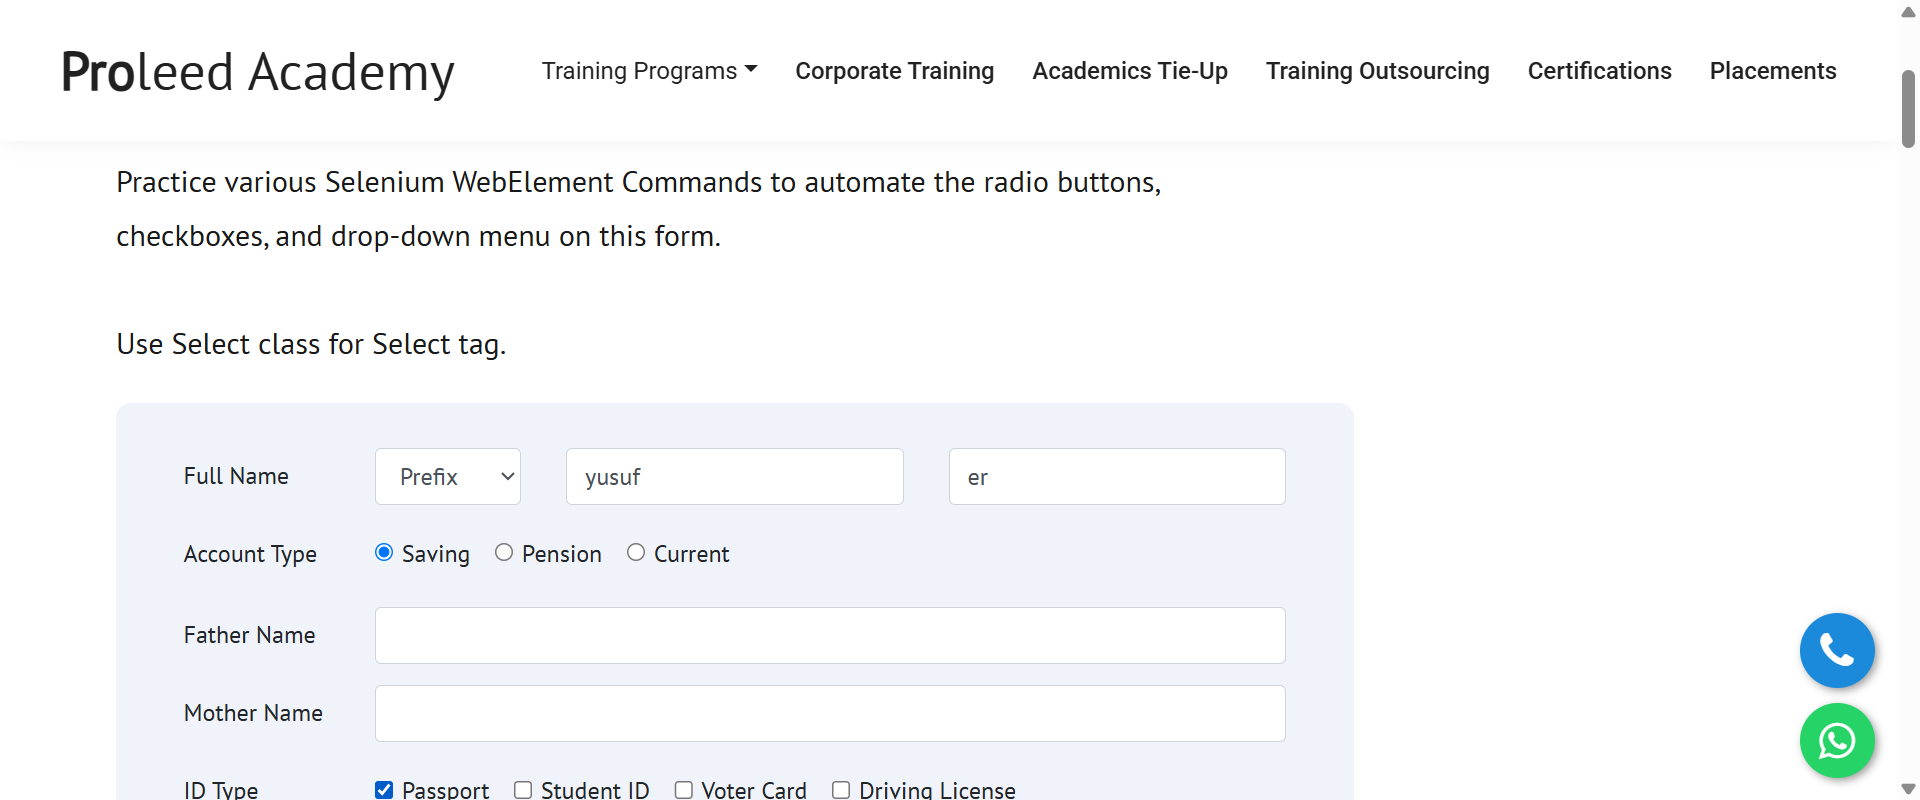 Proleed Academy Training Programs Corporate Training Academics Tie-Up Training Outsourcing Certifications Placements
Practice various Selenium WebElement Commands to automate the radio buttons,
checkboxes, and drop-down menu on this form.
Use Select class for Select tag.
Full Name Prefix yusuf er
Account Type Saving Pension Current
Father Name
Mother Name
ID Type Passport Student ID Voter Card Driving License